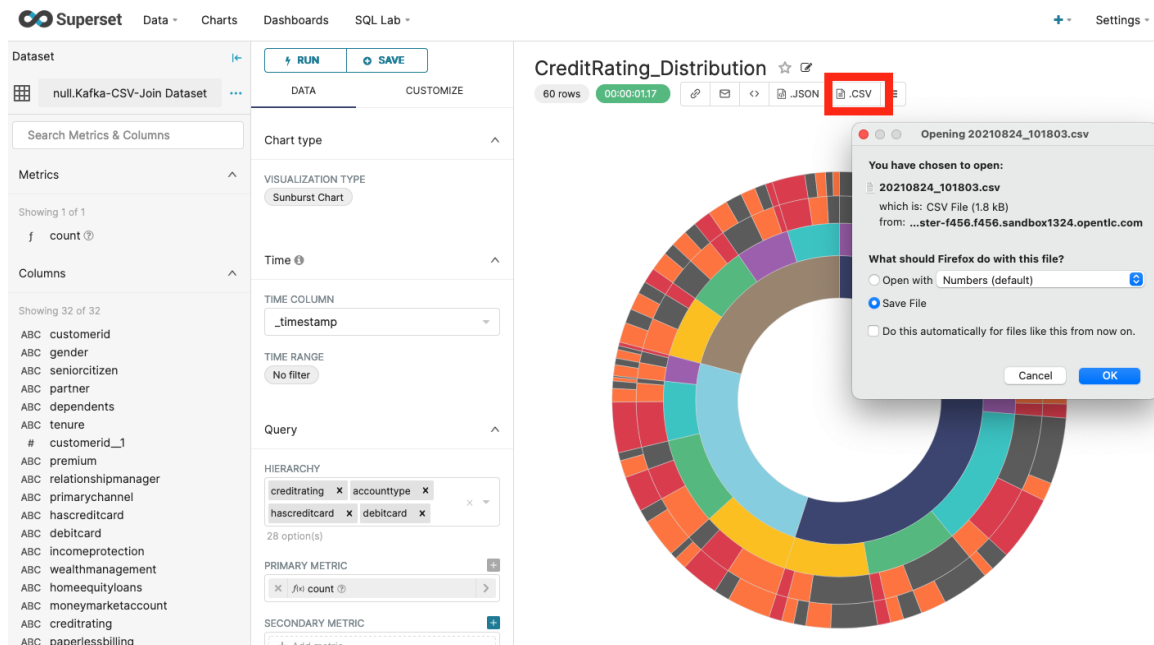 Superset Data Charts Dashboards SQL Lab + Settings
Dataset
null.Kafka-CSV-Join Dataset ...
Search Metrics & Columns
Metrics
Showing 1 of 1
f count
Columns
Showing 32 of 32
ABC customerid
ABC gender
ABC seniorcitizen
ABC partner
ABC dependents
ABC tenure
# customerid__1
ABC premium
ABC relationshipmanager
ABC primarychannel
ABC hascreditcard
ABC debitcard
ABC incomeprotection
ABC wealthmanagement
ABC homeequityloans
ABC moneymarketaccount
ABC creditrating
ABC paperlessbilling
RUN SAVE
DATA CUSTOMIZE
Chart type
VISUALIZATION TYPE
Sunburst Chart
Time
TIME COLUMN
_timestamp
TIME RANGE
No filter
Query
HIERARCHY
creditrating x accounttype x
hascreditcard x debitcard x
28 option(s)
PRIMARY METRIC
f(x) count
SECONDARY METRIC
+ Add metric
CreditRating_Distribution
60 rows 00:00:01.17 .JSON .CSV
Opening 20210824_101803.csv
You have chosen to open:
20210824_101803.csv
which is: CSV File (1.8 kB)
from: ...ster-f456.f456.sandbox1324.opentlc.com
What should Firefox do with this file?
Open with Numbers (default)
Save File
Do this automatically for files like this from now on.
Cancel OK